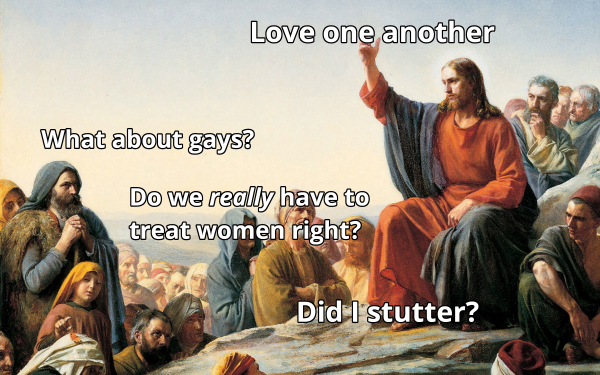 Love one another
What about gays?
Do we really have to
treat women right?
Did I stutter?